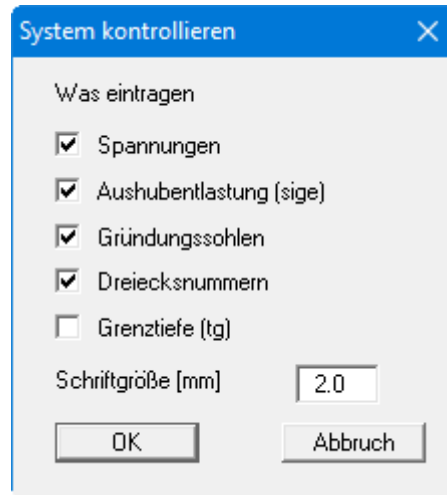 System kontrollieren
Was eintragen
Spannungen
Aushubentlastung (sige)
Gründungssohlen
Dreiecksnummern
Grenztiefe (tg)
Schriftgröße [mm] 2.0
OK Abbruch